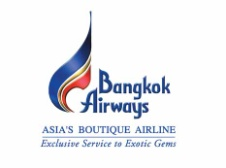 Bangkok
Airways
ASIA'S BOUTIQUE AIRLINE
Exclusive Service to Exotic Gems